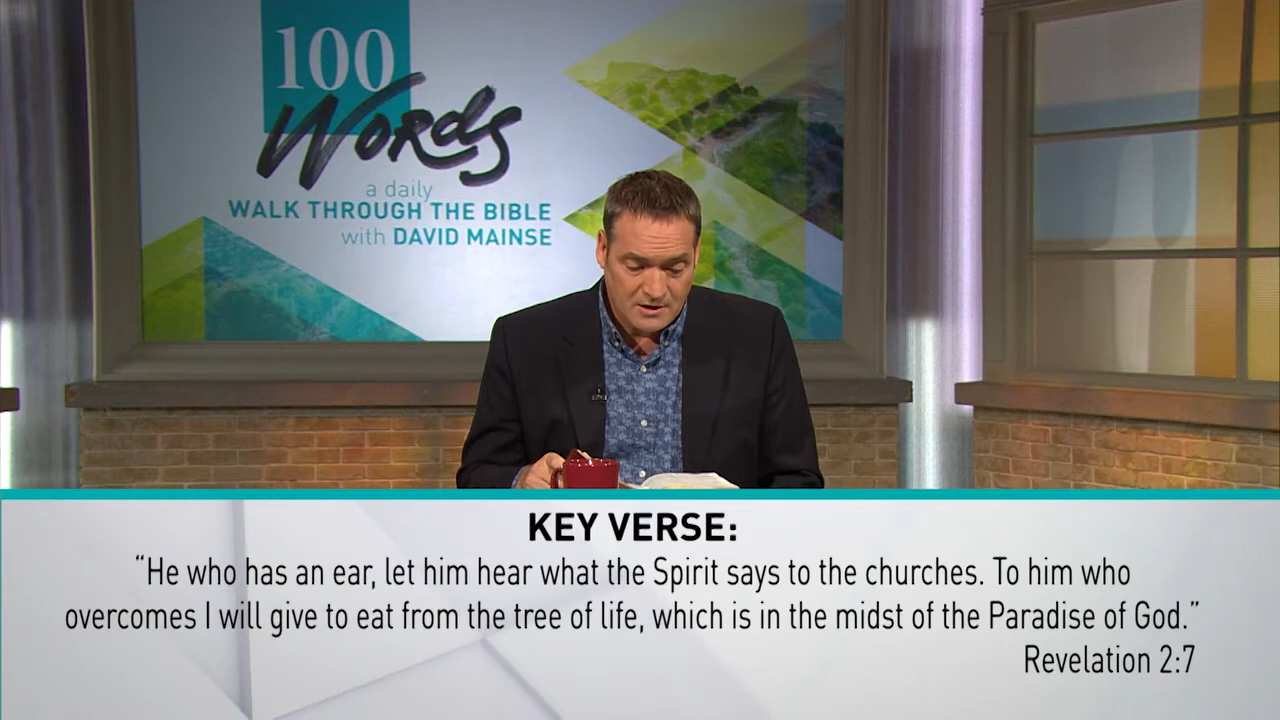 100
Words
a daily
WALK THROUGH THE BIBLE
with DAVID MAINSE
KEY VERSE:
“He who has an ear, let him hear what the Spirit says to the churches. To him who
overcomes I will give to eat from the tree of life, which is in the midst of the Paradise of God.”
Revelation 2:7